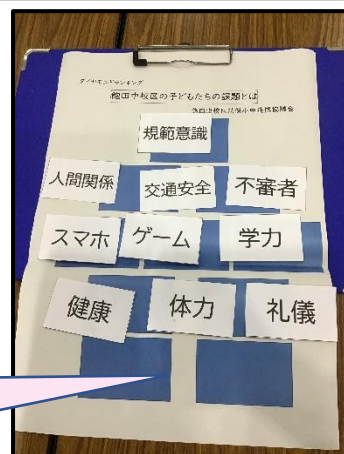 ダイヤモンドランキング
池田中校区の子どもたちの課題とは
規範意識
人間関係 交通安全 不審者
スマホ ゲーム 学力
健康 体力 礼儀